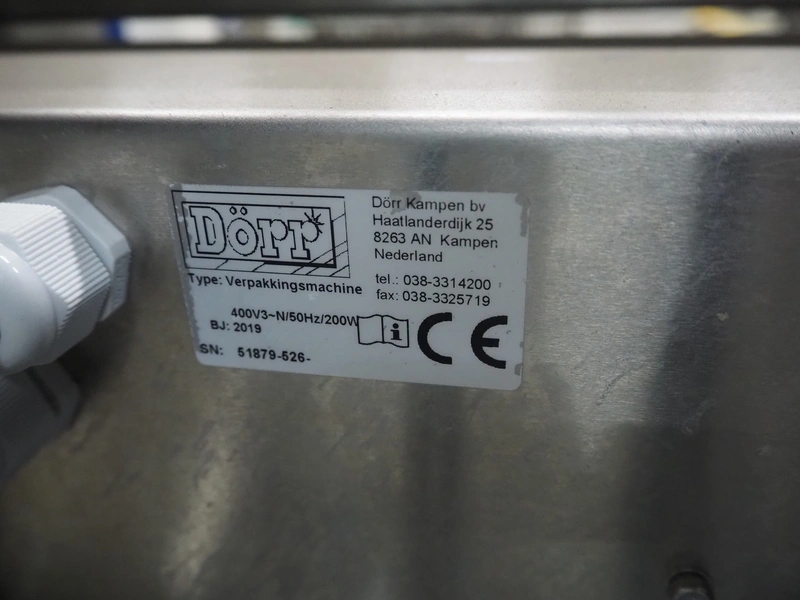 Dörr
Dörr Kampen bv
Haatlanderdijk 25
8263 AN Kampen
Nederland
tel.: 038-3314200
fax: 038-3325719
Type: Verpakkingsmachine
400V3~N/50Hz/200W
BJ: 2019
SN: 51879-526-
i
CE